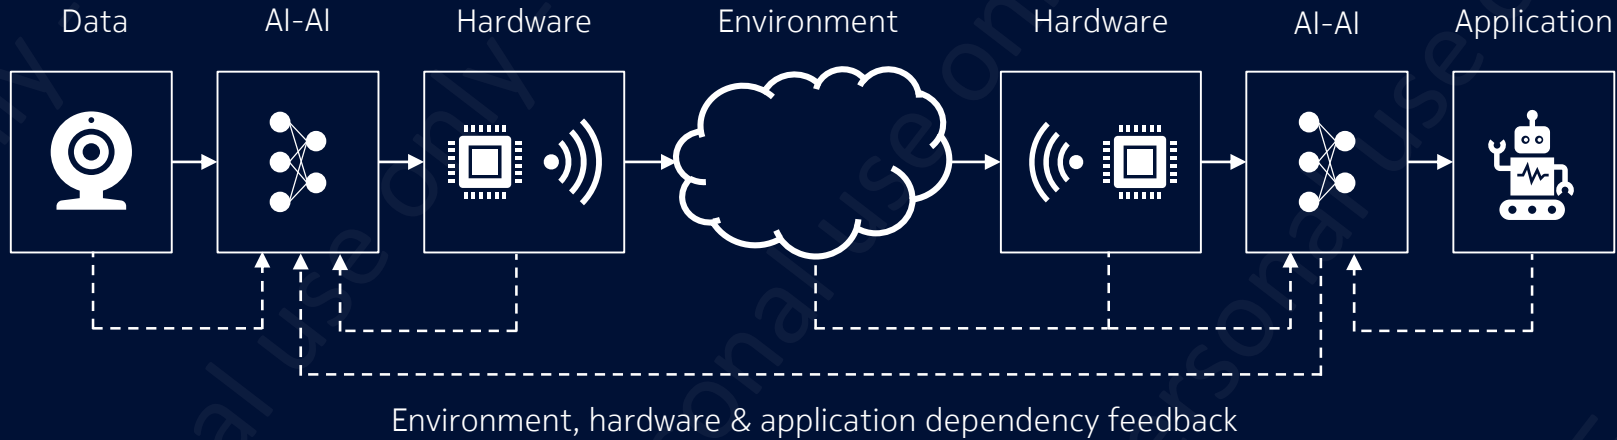 Data
AI-AI
Hardware
Environment
Hardware
AI-AI
Application
Environment, hardware & application dependency feedback